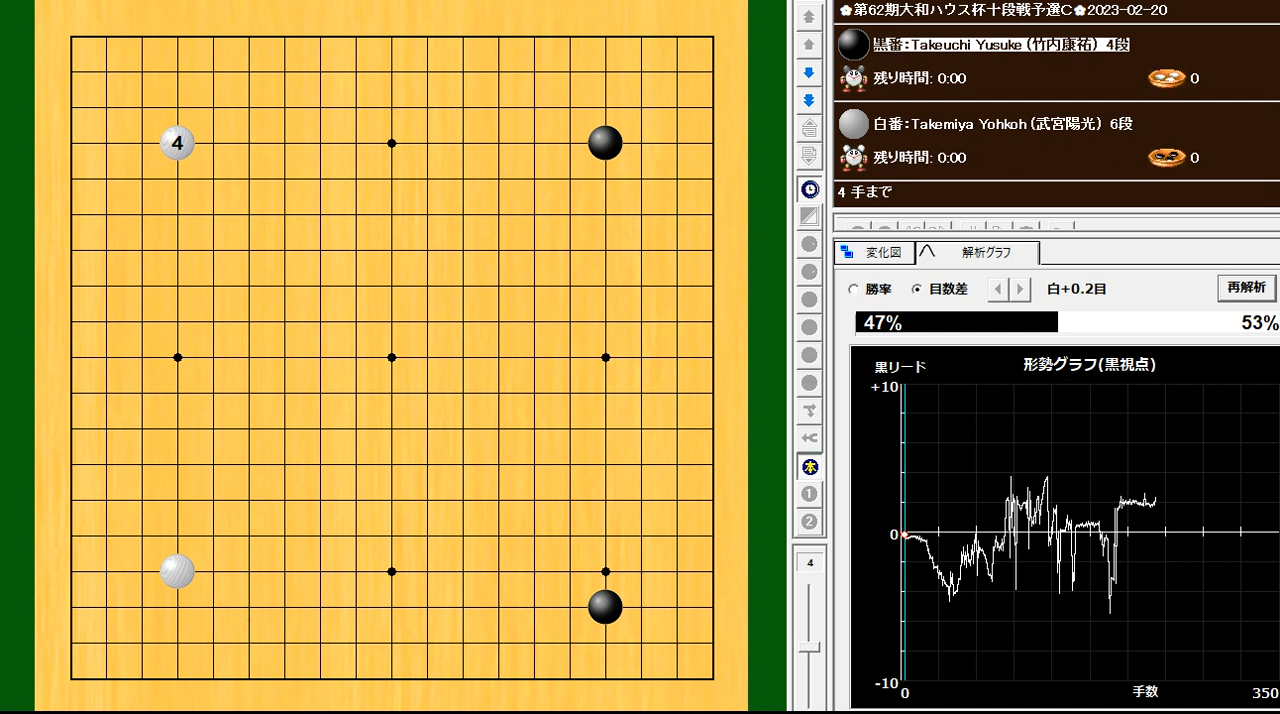 第62期大和ハウス杯十段戦予選C 2023-02-20
黒番:Takeuchi Yusuke (竹内康祐) 4段
残り時間: 0:00
0
白番:Takemiya Yohkoh (武宮陽光) 6段
残り時間: 0:00
0
4 手まで
変化図
解析グラフ
勝率
目数差
白+0.2目
再解析
47%
53%
形勢グラフ(黒視点)
黒リード
+10
0
-10
0
手数
350
4
本
1
2
4